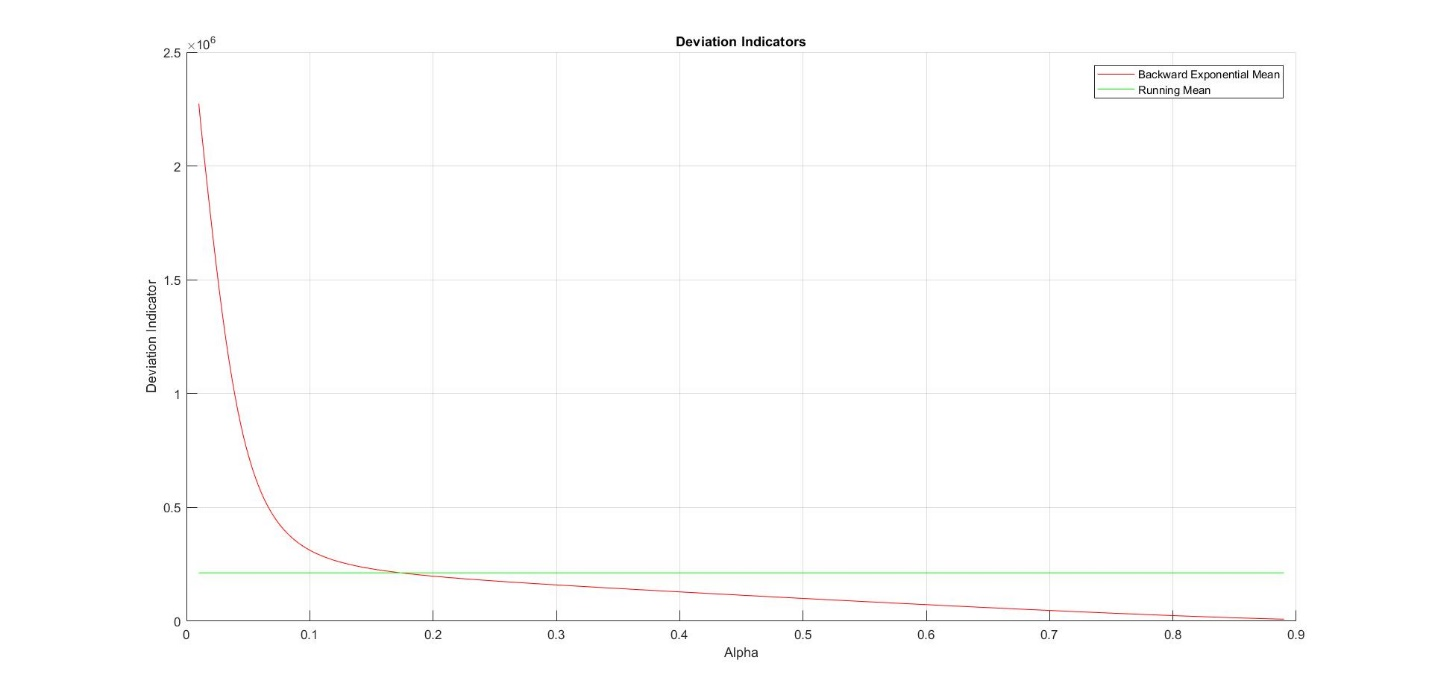 Deviation Indicators
×10⁶
Backward Exponential Mean
Running Mean
2.5
2
1.5
1
0.5
0
Deviation Indicator
0 0.1 0.2 0.3 0.4 0.5 0.6 0.7 0.8 0.9
Alpha